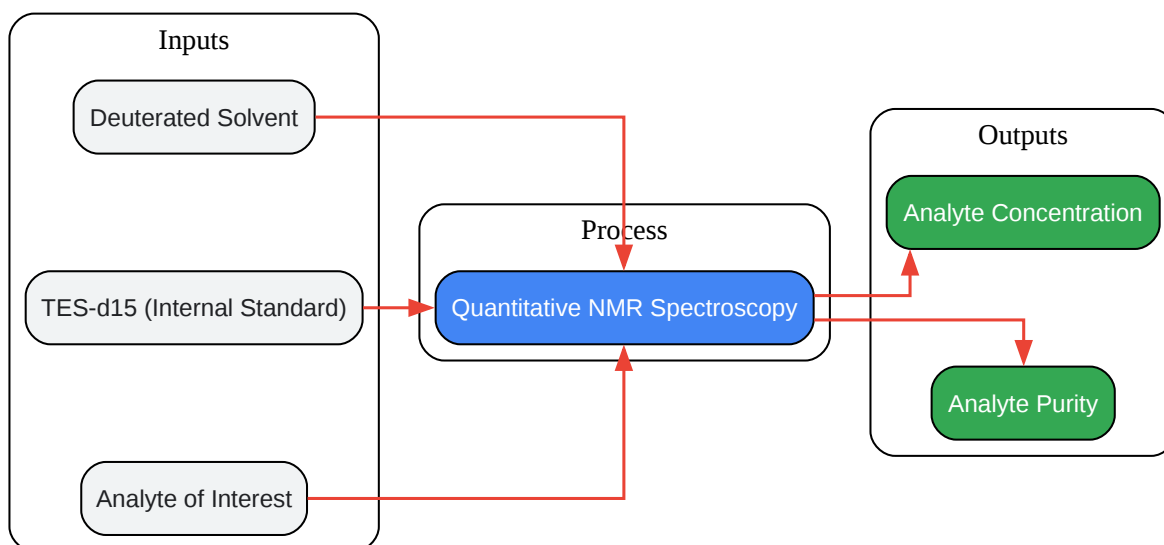 Inputs
Deuterated Solvent
TES-d15 (Internal Standard)
Analyte of Interest
Process
Quantitative NMR Spectroscopy
Outputs
Analyte Concentration
Analyte Purity